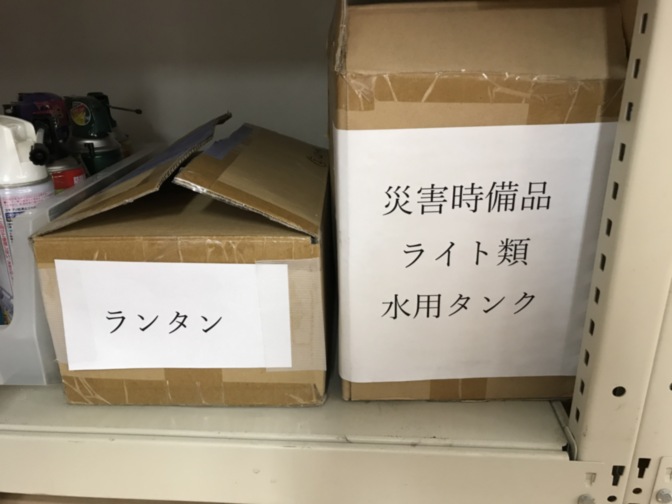 ランタン
災害時備品
ライト類
水用タンク